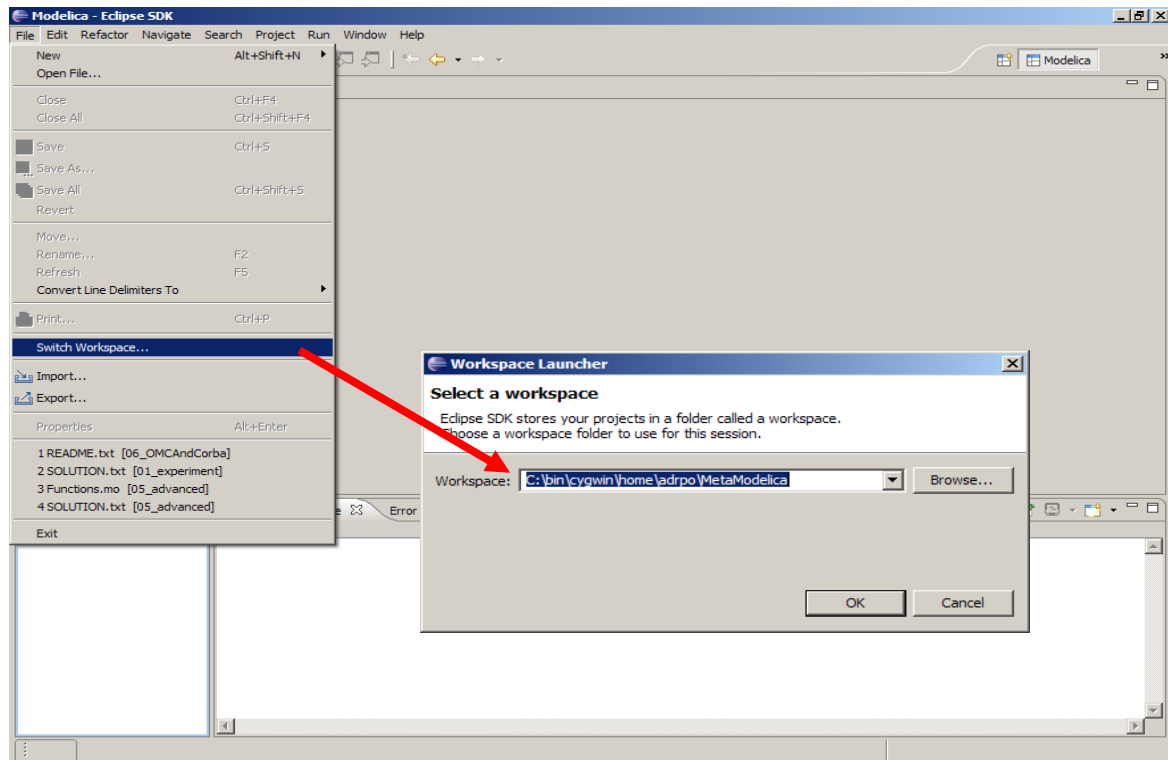 Modelica - Eclipse SDK
File Edit Refactor Navigate Search Project Run Window Help
New Alt+Shift+N
Open File...
Modelica
Close Ctrl+F4
Close All Ctrl+Shift+F4
Save Ctrl+S
Save As...
Save All Ctrl+Shift+S
Revert
Move...
Rename... F2
Refresh F5
Convert Line Delimiters To
Print... Ctrl+P
Switch Workspace...
Import...
Export...
Properties Alt+Enter
1 README.txt [06_OMCAndCorba]
2 SOLUTION.txt [01_experiment]
3 Functions.mo [05_advanced]
4 SOLUTION.txt [05_advanced]
Exit
Workspace Launcher
Select a workspace
Eclipse SDK stores your projects in a folder called a workspace.
Choose a workspace folder to use for this session.
Workspace: C:\bin\cygwin\home\adrpo\MetaModelica Browse...
OK Cancel
Error